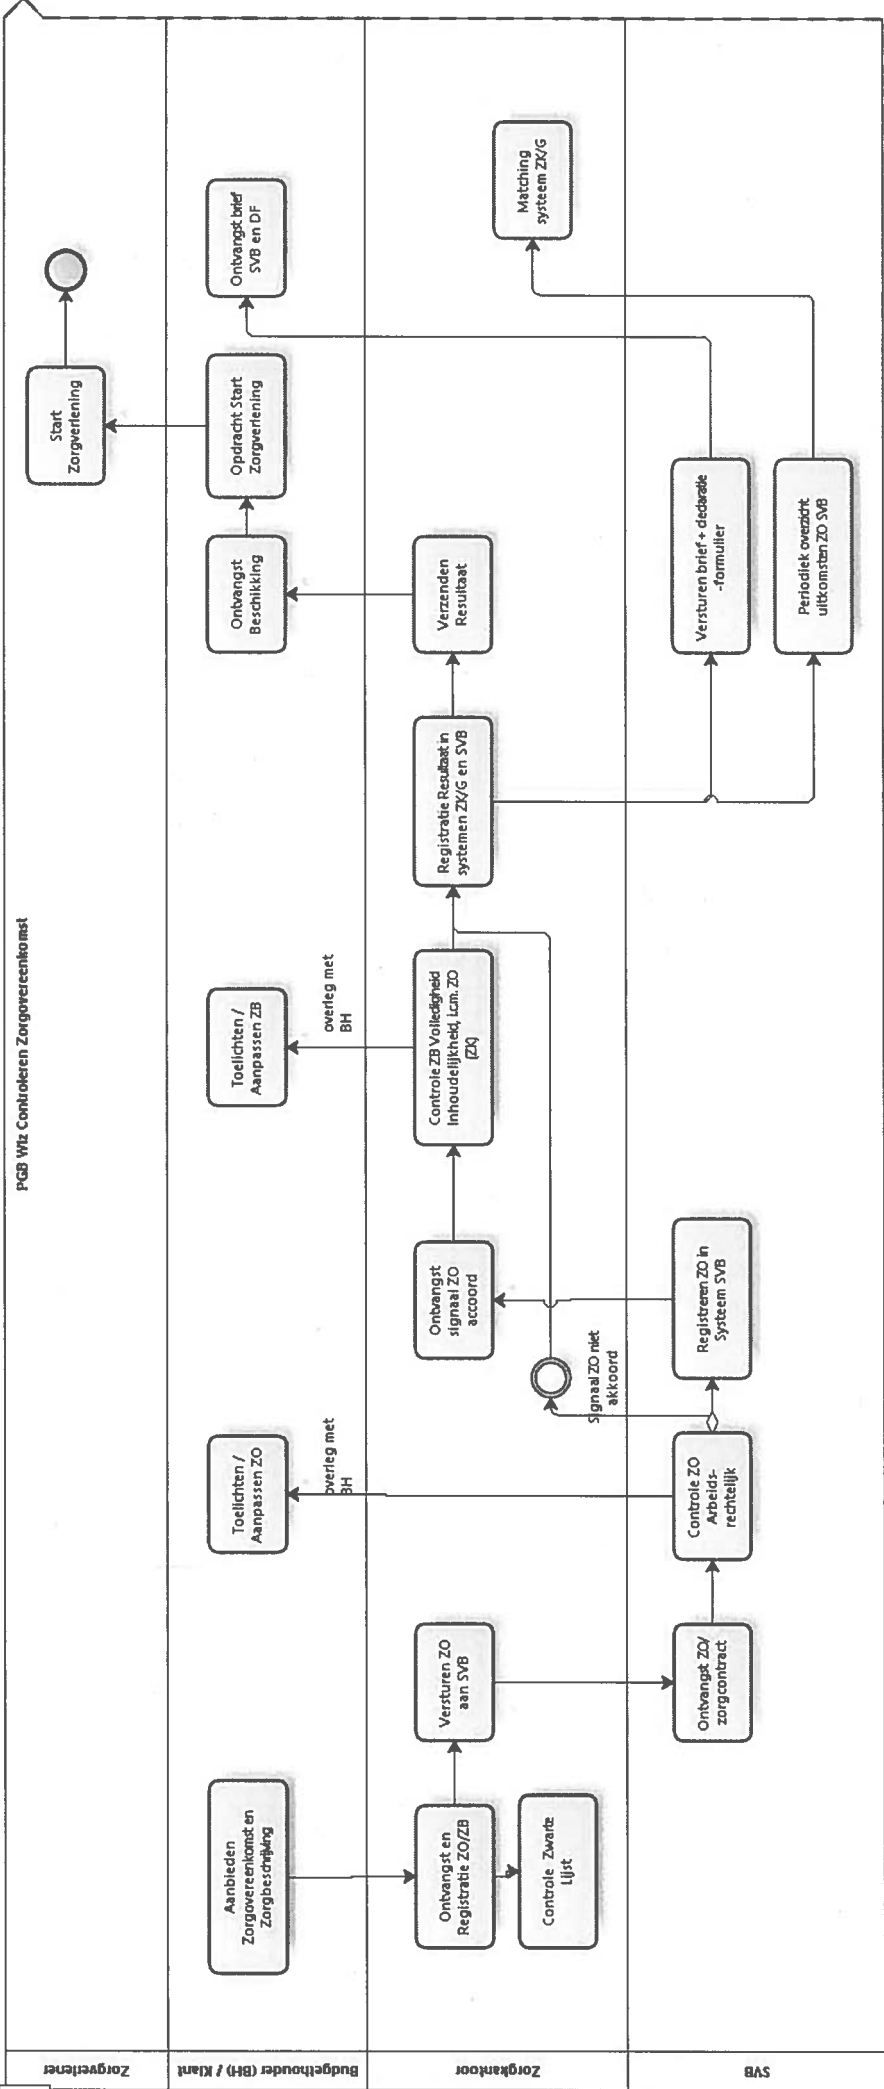 PGB Wlz Controleren Zorgovereenkomst
Zorgverlener
Start
Zorgverlening
Budgethouder (BH) / Klant
Aanbieden
Zorgovereenkomst en
Zorgbeschrijving
Toelichten /
Aanpassen ZO
overleg met
BH
Toelichten /
Aanpassen ZB
overleg met
BH
Ontvangst
Beschikking
Opdracht Start
Zorgverlening
Ontvangst brief
SVB en DF
Zorgkantoor
Ontvangst en
Registratie ZO/ZB
Controle Zwarte
Lijst
Versturen ZO
aan SVB
Signaal ZO niet
akkoord
Ontvangst
signaal ZO
accoord
Controle ZB Volledigheid
Inhoudelijkheid, i.c.m. ZO
(ZK)
Registratie Resultaat in
systemen ZK/G en SVB
Verzenden
Resultaat
Matching
systeem ZK/G
SVB
Ontvangst ZO/
zorgcontract
Controle ZO
Arbeids-
rechtelijk
Registreren ZO in
Systeem SVB
Versturen brief + declaratie
-formulier
Periodiek overzicht
uitkomsten ZO SVB